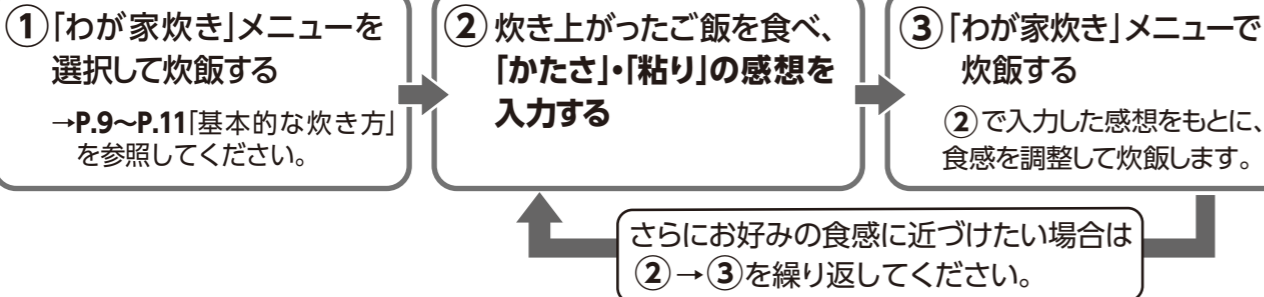 ①「わが家炊き」メニューを
選択して炊飯する
→P.9〜P.11「基本的な炊き方」
を参照してください。
②炊き上がったご飯を食べ、
「かたさ」・「粘り」の感想を
入力する
③「わが家炊き」メニューで
炊飯する
②で入力した感想をもとに、
食感を調整して炊飯します。
さらにお好みの食感に近づけたい場合は
②→③を繰り返してください。